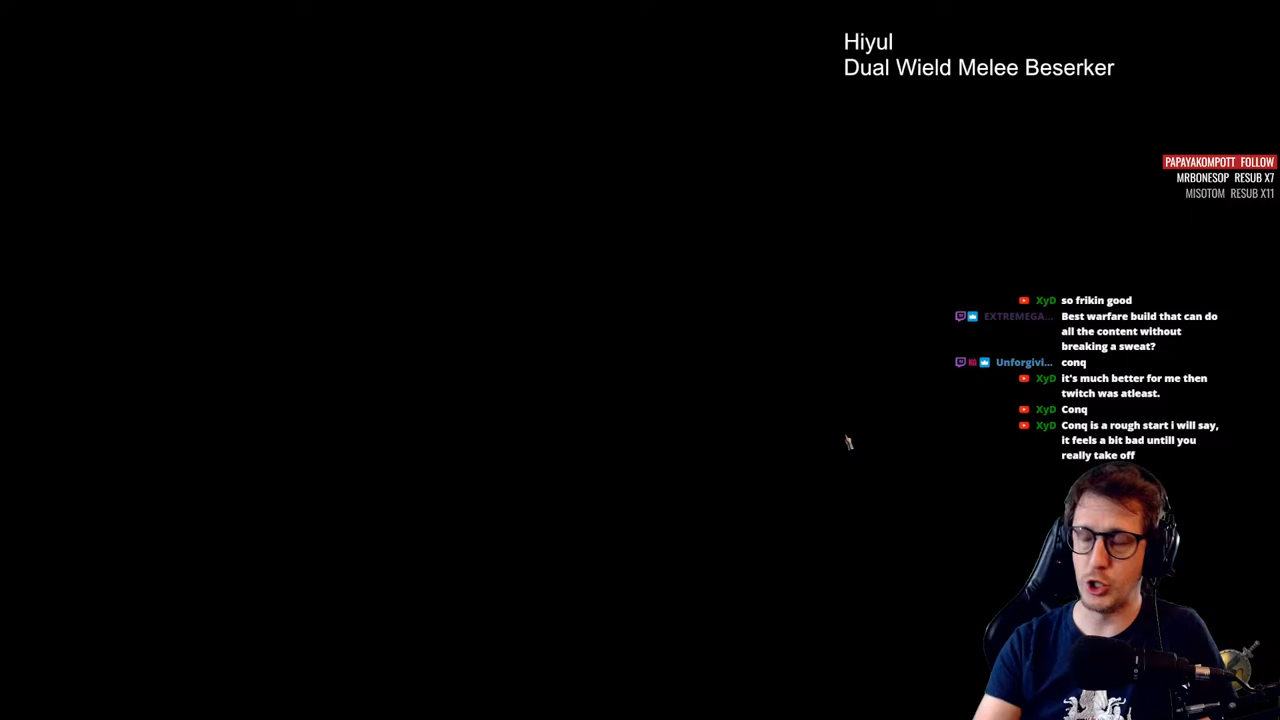 Hiyul
Dual Wield Melee Beserker
PAPAYAKOMPOTT FOLLOW
MRBONESOP RESUB X7
MISOTOM RESUB X11
XyD so frikin good
EXTREMEGA... Best warfare build that can do
all the content without
breaking a sweat?
Unforgivi... conq
XyD it's much better for me then
twitch was atleast.
XyD Conq
XyD Conq is a rough start i will say,
it feels a bit bad untill you
really take off